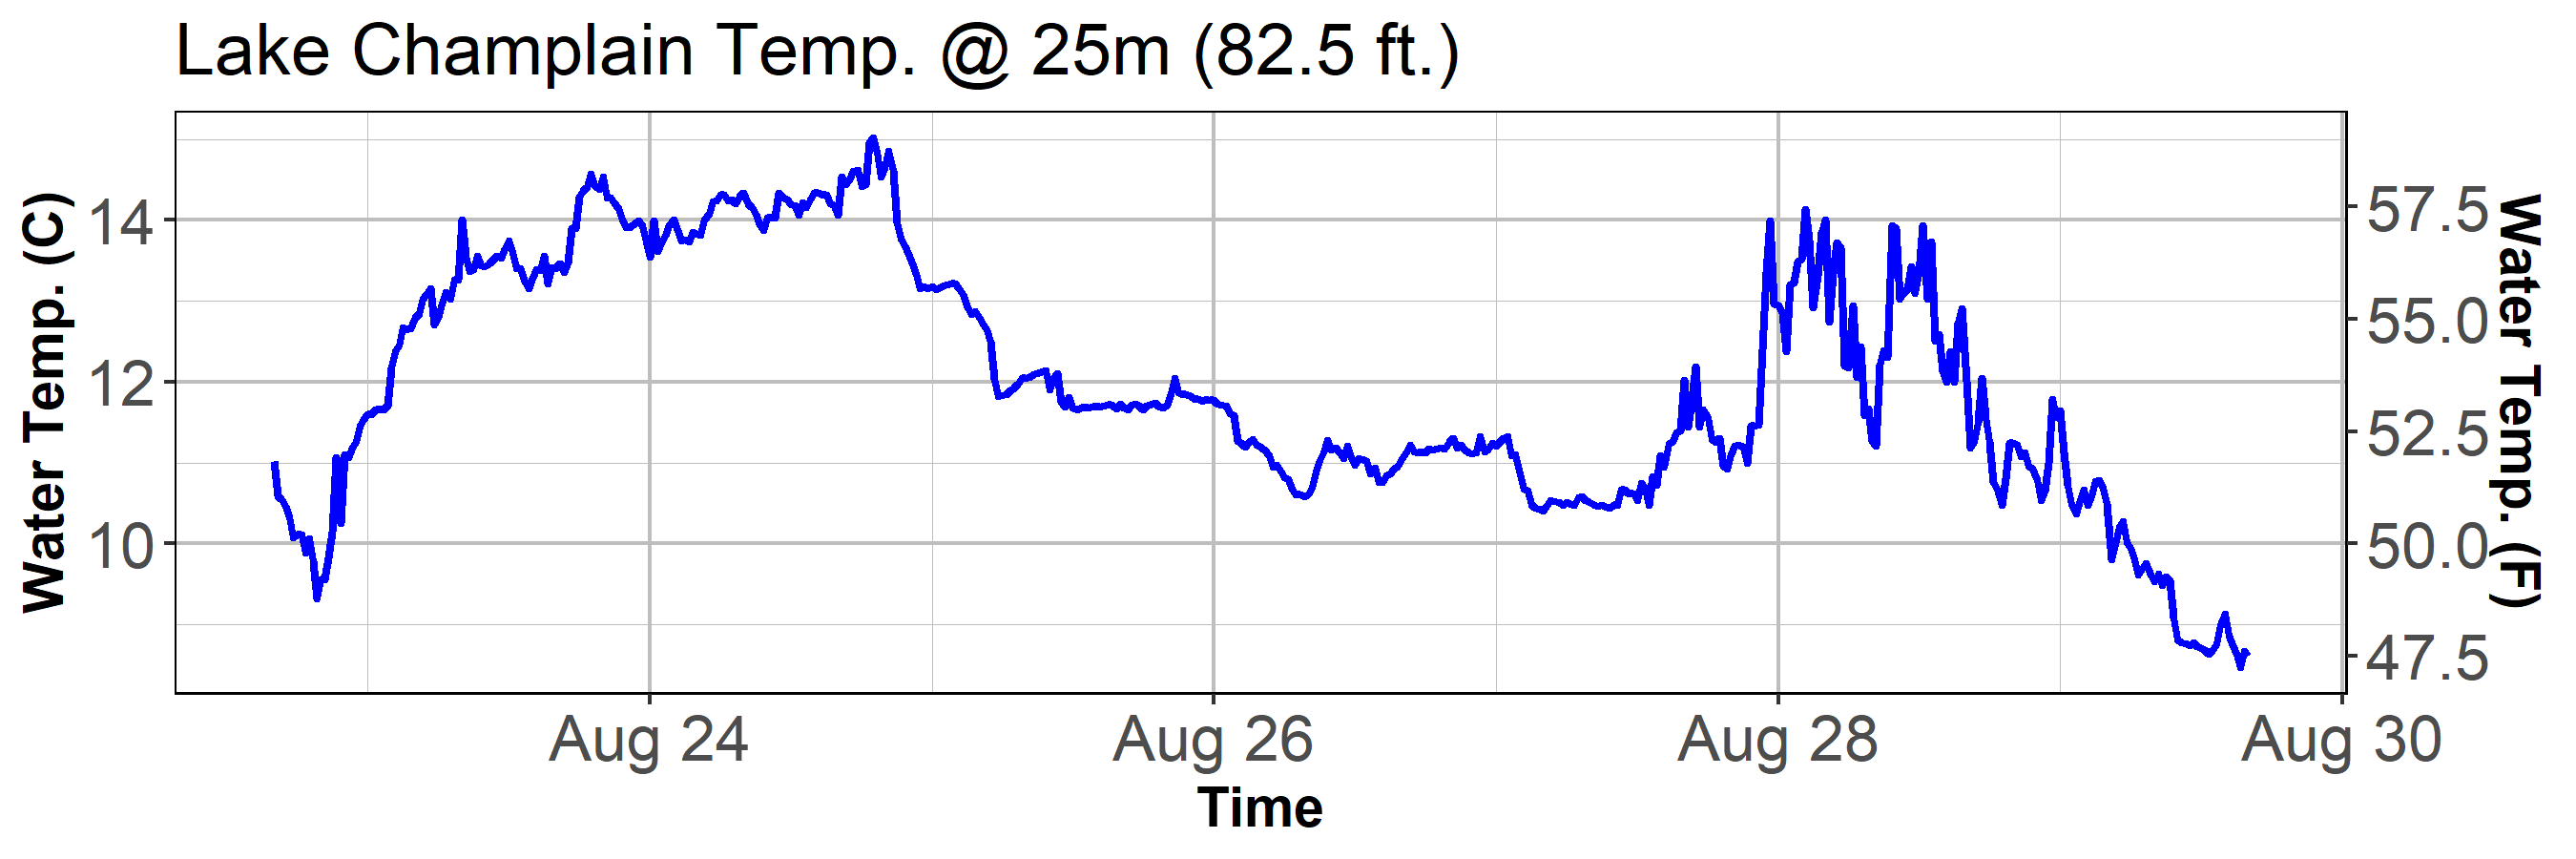 Lake Champlain Temp. @ 25m (82.5 ft.)
Water Temp. (C)
14
12
10
57.5
55.0
52.5
50.0
47.5
Water Temp. (F)
Aug 24
Aug 26
Aug 28
Aug 30
Time